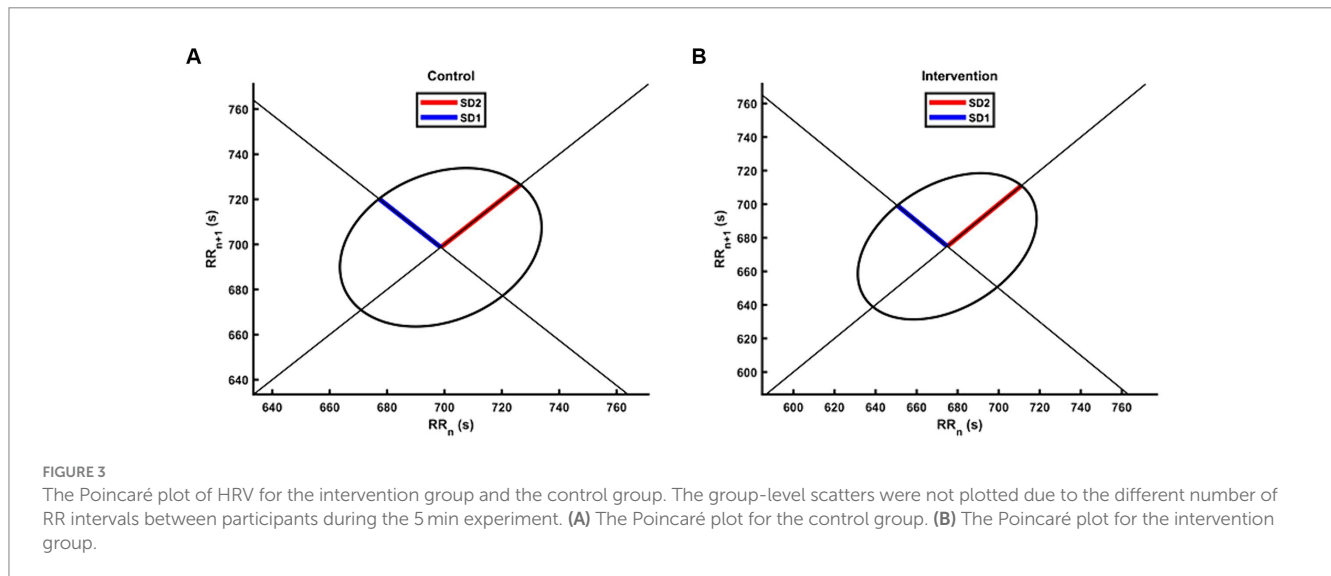 A
Control
SD2
SD1
760
740
720
700
680
660
640
RRn+1 (s)
640 660 680 700 720 740 760
RRn (s)
B
Intervention
SD2
SD1
760
740
720
700
680
660
640
620
600
RRn+1 (s)
600 620 640 660 680 700 720 740 760
RRn (s)
FIGURE 3
The Poincaré plot of HRV for the intervention group and the control group. The group-level scatters were not plotted due to the different number of
RR intervals between participants during the 5 min experiment. (A) The Poincaré plot for the control group. (B) The Poincaré plot for the intervention
group.